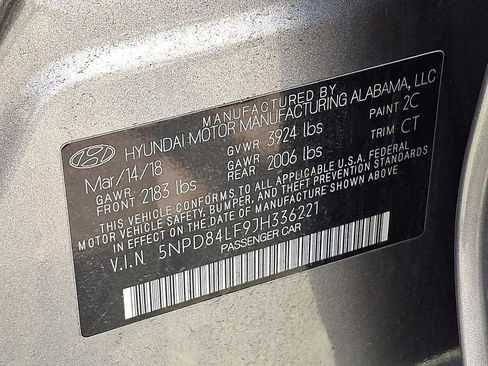 MANUFACTURED BY
HYUNDAI MOTOR MANUFACTURING ALABAMA, LLC
Mar/14/18 GVWR 3924 lbs PAINT 2C
GAWR FRONT 2183 lbs GAWR REAR 2006 lbs TRIM CT
THIS VEHICLE CONFORMS TO ALL APPLICABLE U.S.A. FEDERAL
MOTOR VEHICLE SAFETY, BUMPER, AND THEFT PREVENTION STANDARDS
IN EFFECT ON THE DATE OF MANUFACTURE SHOWN ABOVE.
V.I.N 5NPD84LF9JH336221
PASSENGER CAR